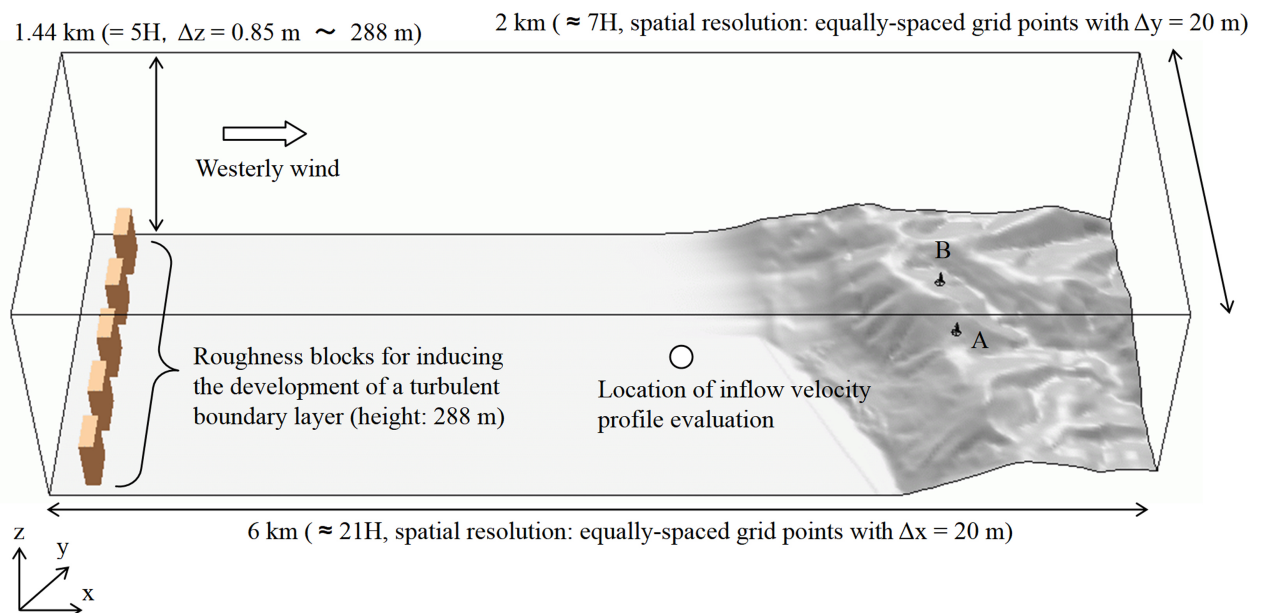 1.44 km (= 5H, Δz = 0.85 m ～ 288 m)
2 km ( ≈ 7H, spatial resolution: equally-spaced grid points with Δy = 20 m)
Westerly wind
B
A
Roughness blocks for inducing
the development of a turbulent
boundary layer (height: 288 m)
Location of inflow velocity
profile evaluation
6 km ( ≈ 21H, spatial resolution: equally-spaced grid points with Δx = 20 m)
z
y
x